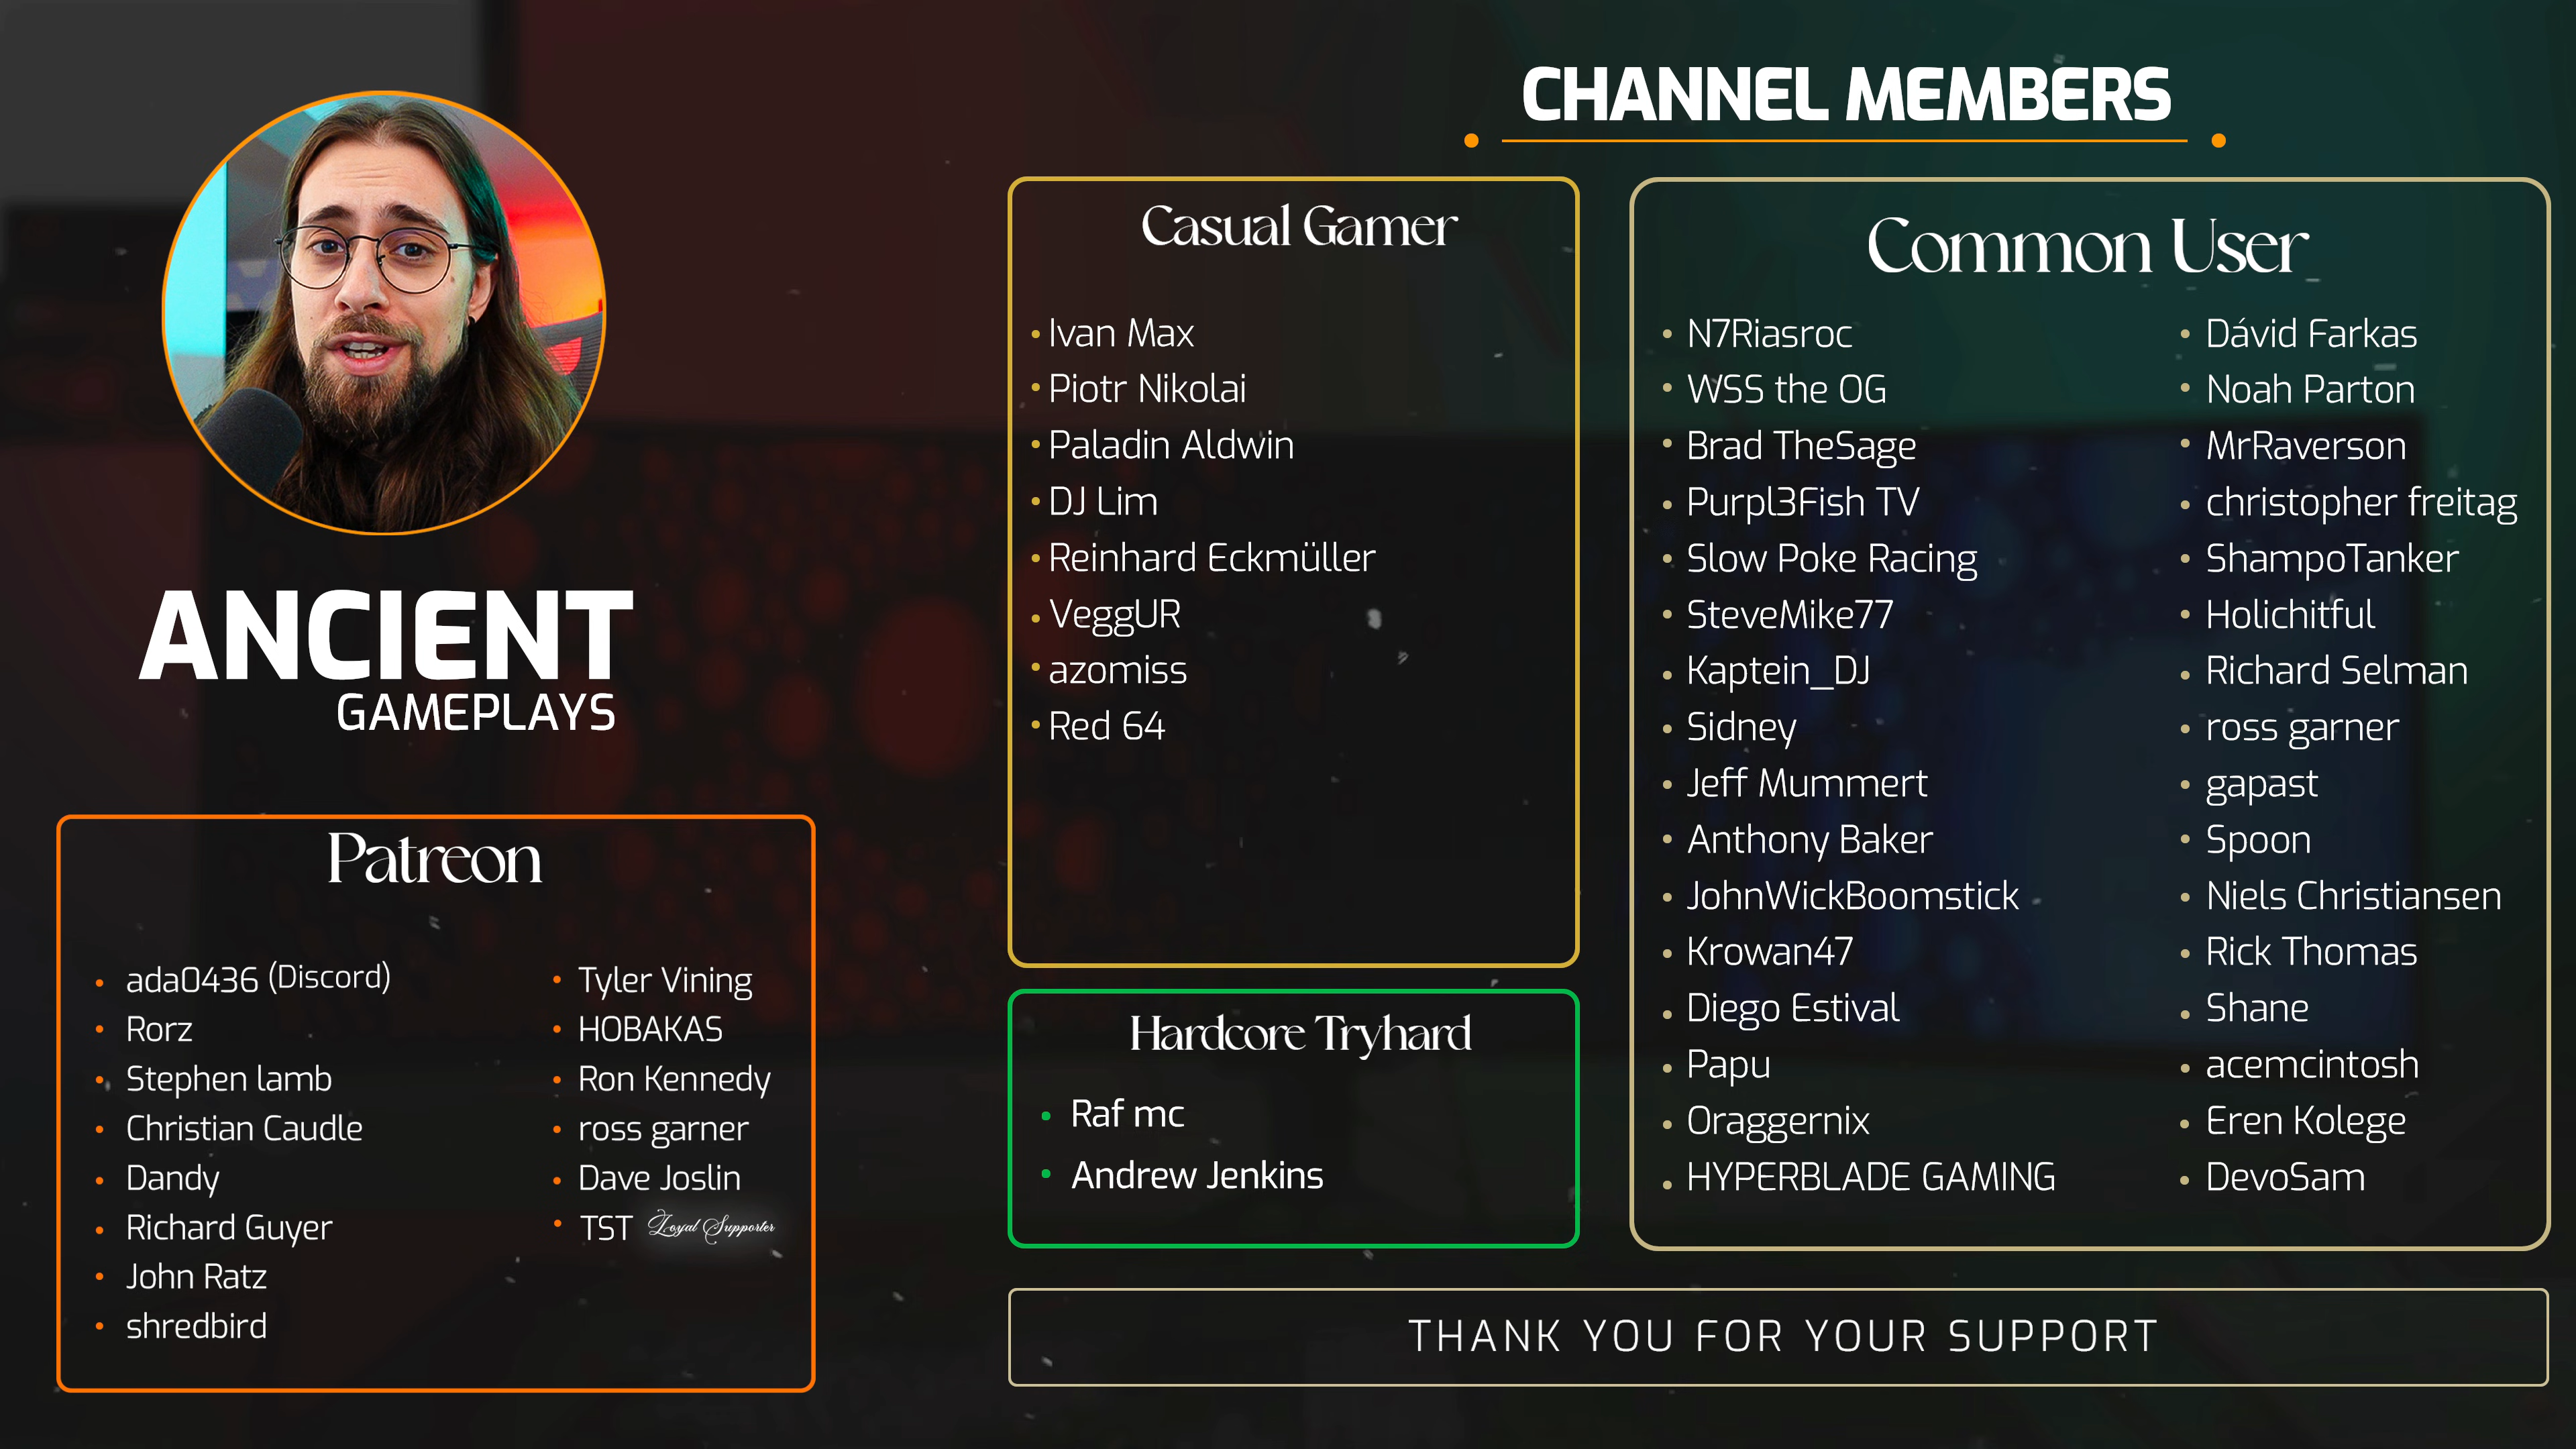 ANCIENT
GAMEPLAYS
Patreon
ada0436 (Discord)
Rorz
Stephen lamb
Christian Caudle
Dandy
Richard Guyer
John Ratz
shredbird
Tyler Vining
HOBAKAS
Ron Kennedy
ross garner
Dave Joslin
TST Loyal Supporter
CHANNEL MEMBERS
Casual Gamer
Ivan Max
Piotr Nikolai
Paladin Aldwin
DJ Lim
Reinhard Eckmüller
VeggUR
azomiss
Red 64
Hardcore Tryhard
Raf mc
Andrew Jenkins
Common User
N7Riasroc
WSS the OG
Brad TheSage
Purpl3Fish TV
Slow Poke Racing
SteveMike77
Kaptein_DJ
Sidney
Jeff Mummert
Anthony Baker
JohnWickBoomstick
Krowan47
Diego Estival
Papu
Oraggernix
HYPERBLADE GAMING
Dávid Farkas
Noah Parton
MrRaverson
christopher freitag
ShampoTanker
Holichitful
Richard Selman
ross garner
gapast
Spoon
Niels Christiansen
Rick Thomas
Shane
acemcintosh
Eren Kolege
DevoSam
THANK YOU FOR YOUR SUPPORT